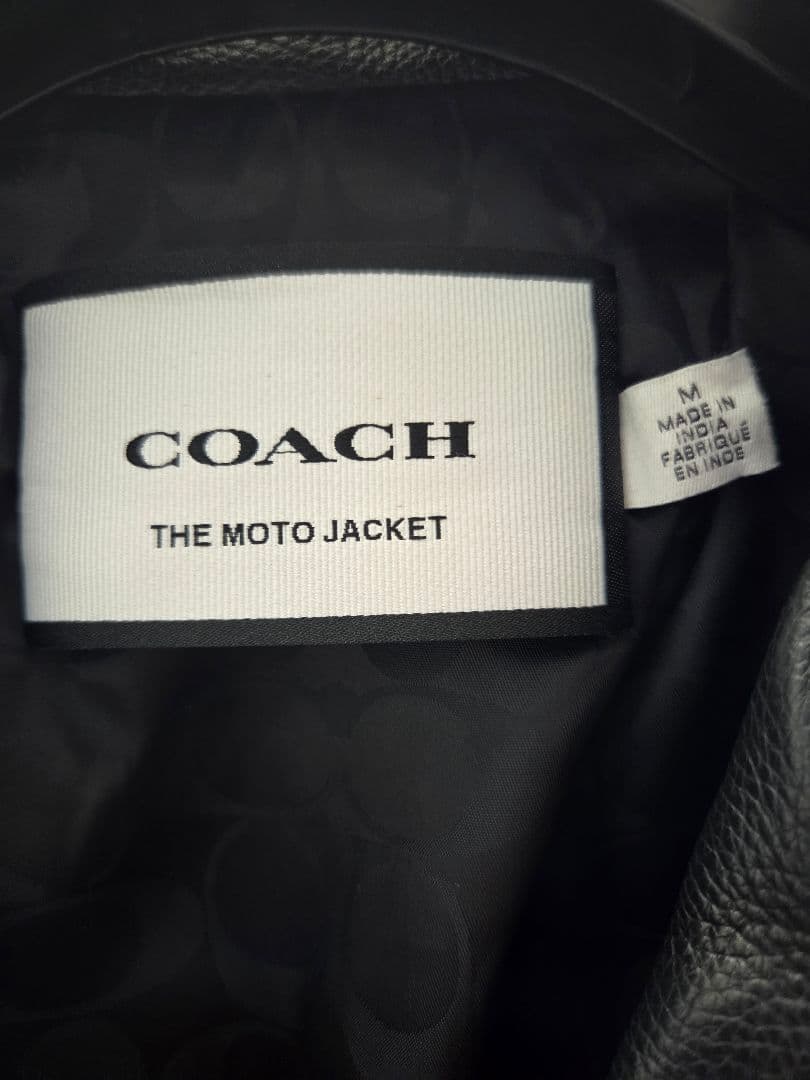 COACH
THE MOTO JACKET
M
MADE IN
INDIA
FABRIQUÉ
EN INDE